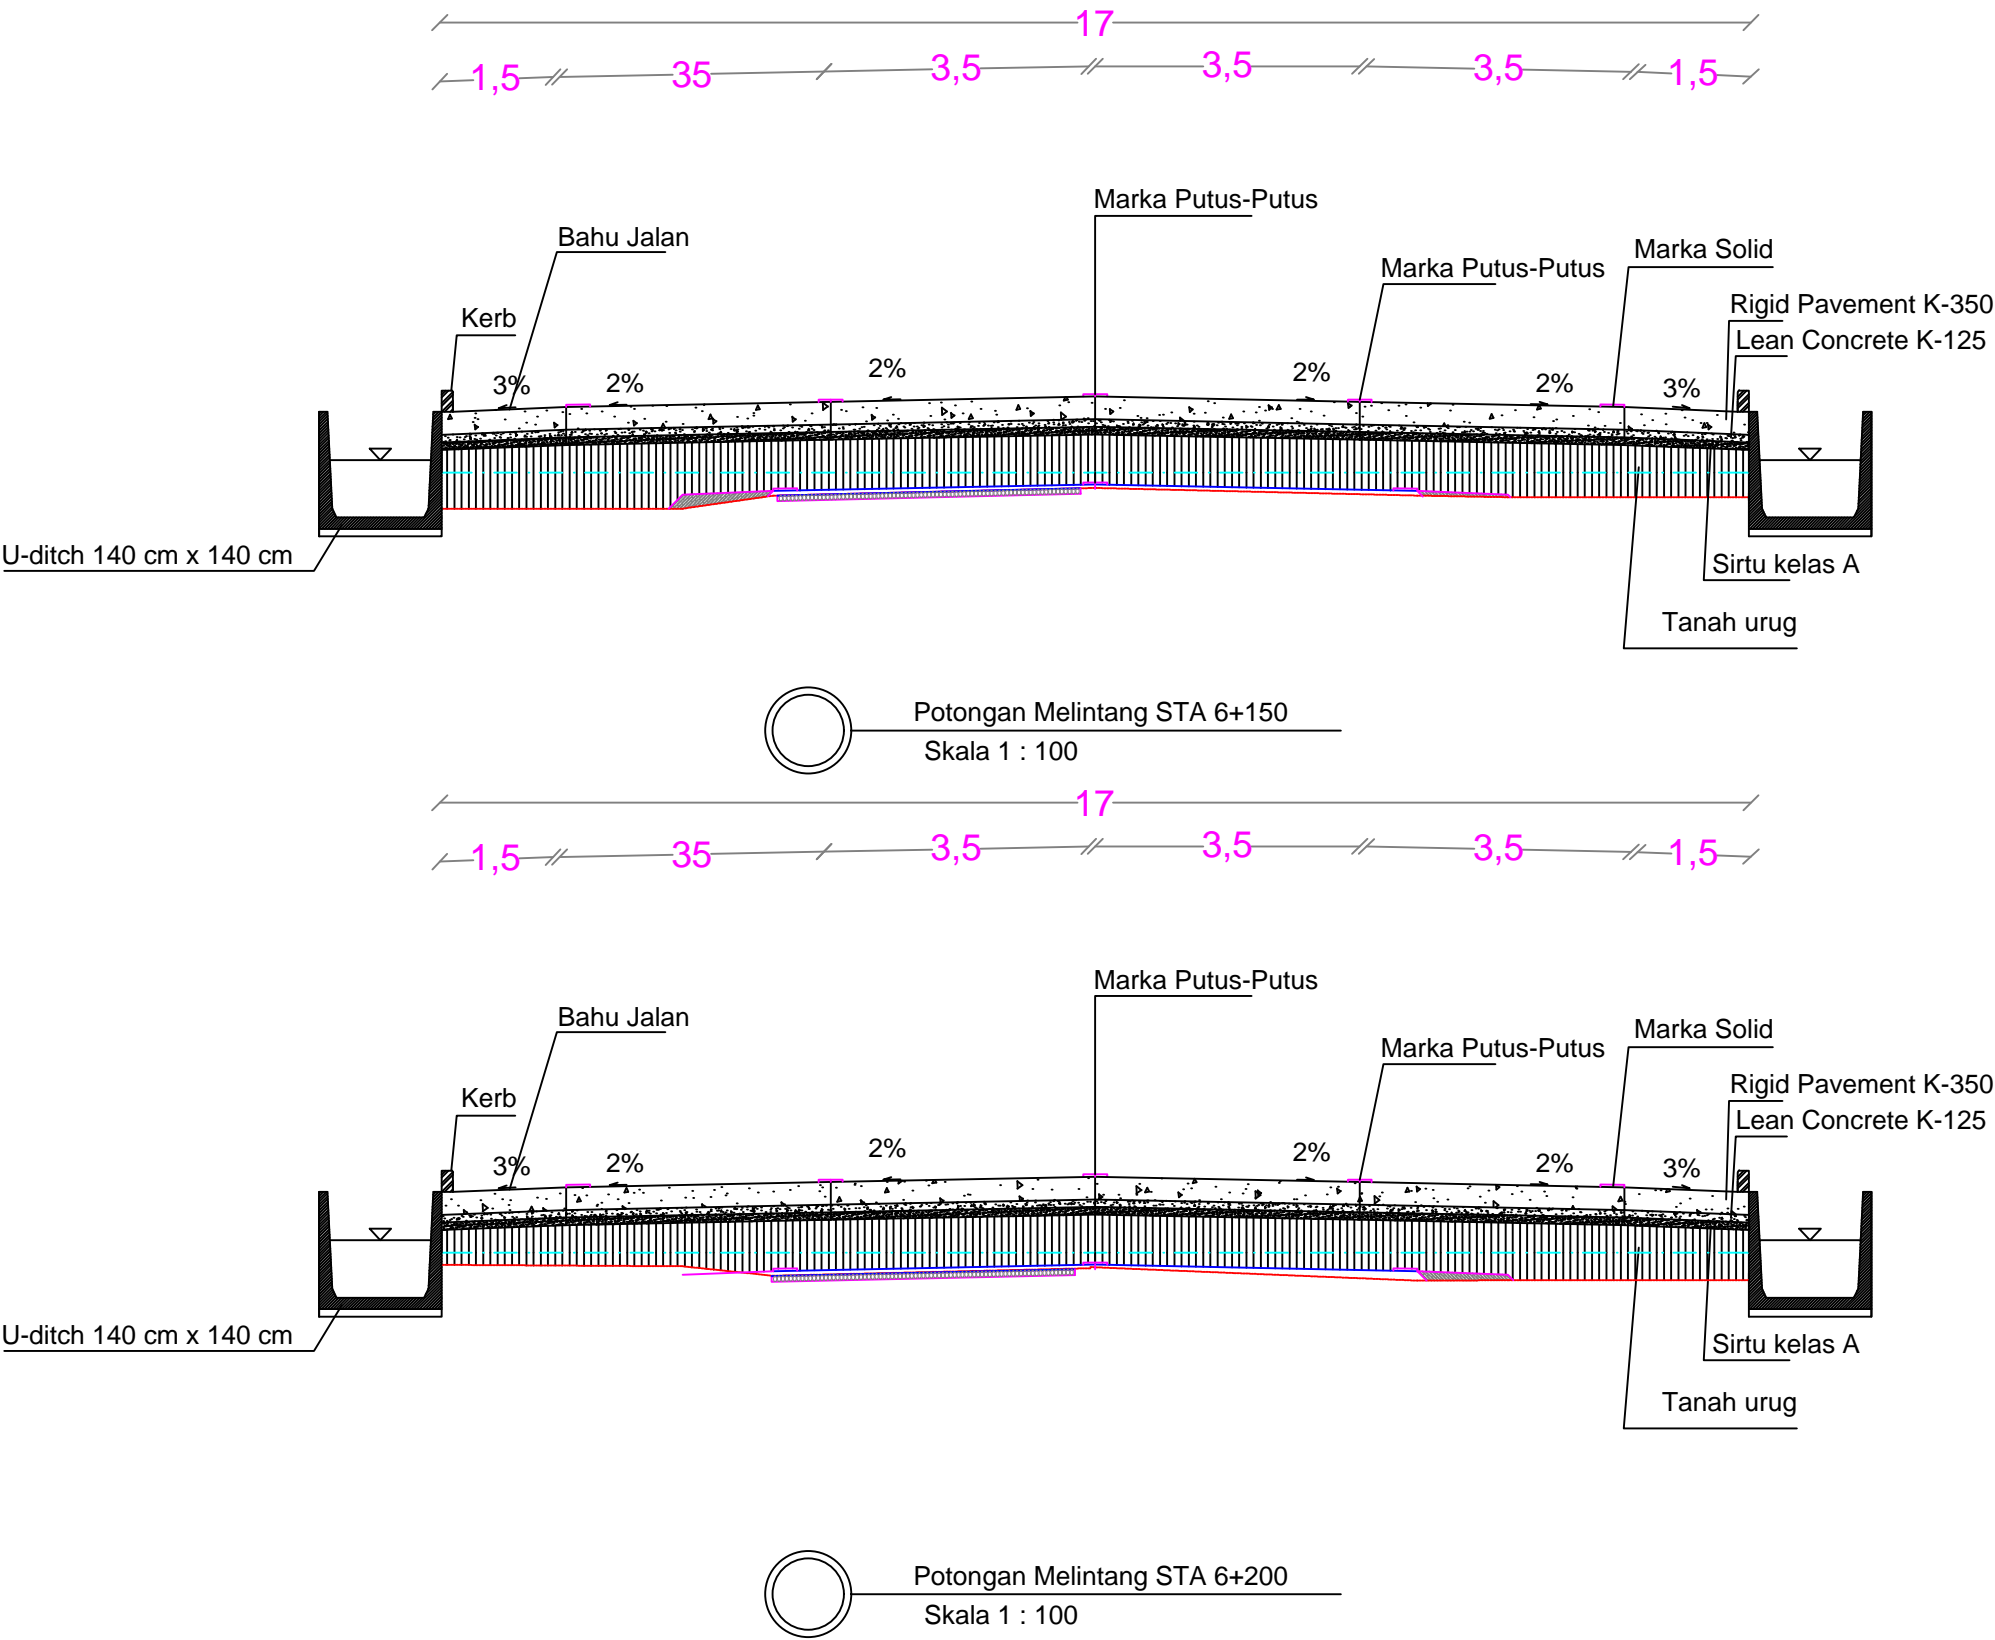 17
1,5 35 3,5 3,5 3,5 1,5
Marka Putus-Putus
Bahu Jalan
Marka Solid
Marka Putus-Putus
Kerb
Rigid Pavement K-350
Lean Concrete K-125
3% 2% 2% 2% 2% 3%
U-ditch 140 cm x 140 cm
Sirtu kelas A
Tanah urug
Potongan Melintang STA 6+150
Skala 1 : 100
17
1,5 35 3,5 3,5 3,5 1,5
Marka Putus-Putus
Bahu Jalan
Marka Solid
Marka Putus-Putus
Kerb
Rigid Pavement K-350
Lean Concrete K-125
3% 2% 2% 2% 2% 3%
U-ditch 140 cm x 140 cm
Sirtu kelas A
Tanah urug
Potongan Melintang STA 6+200
Skala 1 : 100